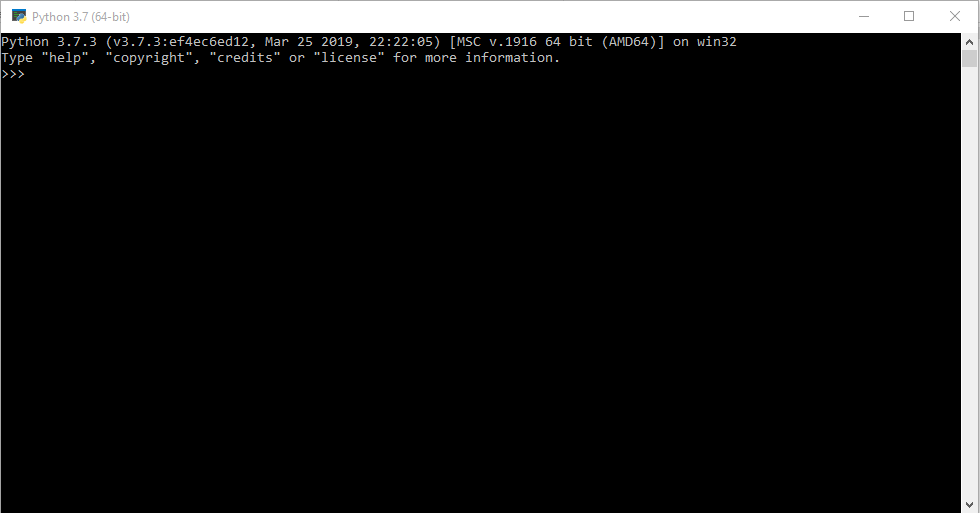 Python 3.7 (64-bit)
Python 3.7.3 (v3.7.3:ef4ec6ed12, Mar 25 2019, 22:22:05) [MSC v.1916 64 bit (AMD64)] on win32
Type "help", "copyright", "credits" or "license" for more information.
>>>